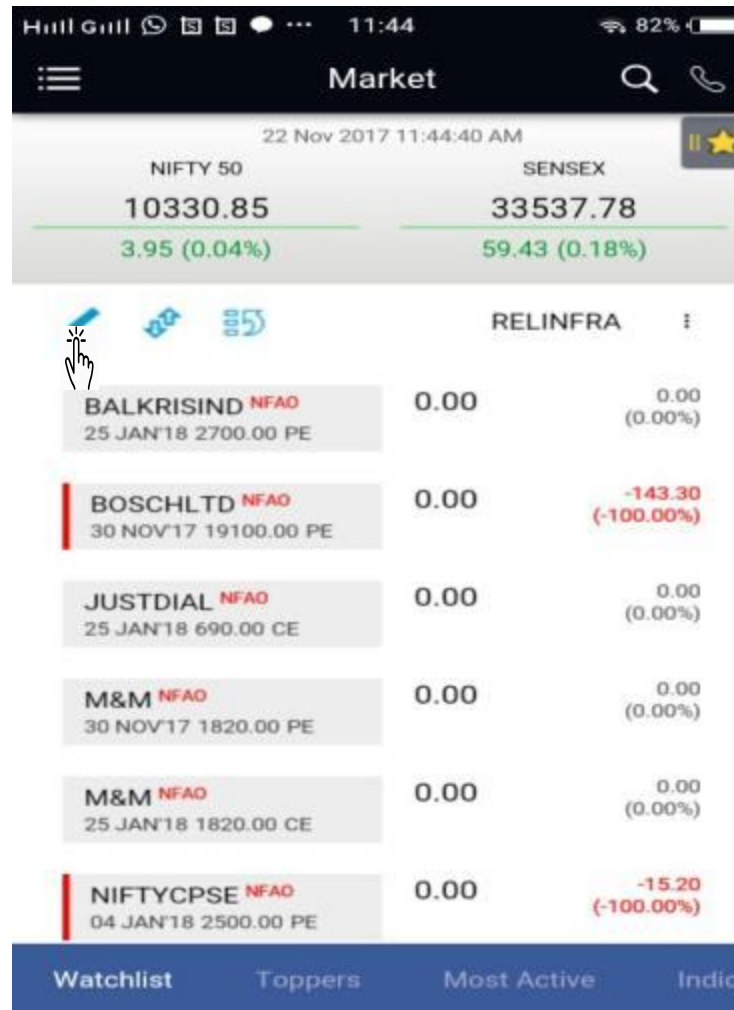 11:44 82%
Market
22 Nov 2017 11:44:40 AM
NIFTY 50 SENSEX
10330.85 33537.78
3.95 (0.04%) 59.43 (0.18%)
RELINFRA
BALKRISIND NFAO 0.00 0.00
25 JAN'18 2700.00 PE (0.00%)
BOSCHLTD NFAO 0.00 -143.30
30 NOV'17 19100.00 PE (-100.00%)
JUSTDIAL NFAO 0.00 0.00
25 JAN'18 690.00 CE (0.00%)
M&M NFAO 0.00 0.00
30 NOV'17 1820.00 PE (0.00%)
M&M NFAO 0.00 0.00
25 JAN'18 1820.00 CE (0.00%)
NIFTYCPSE NFAO 0.00 -15.20
04 JAN'18 2500.00 PE (-100.00%)
Watchlist Toppers Most Active Indic